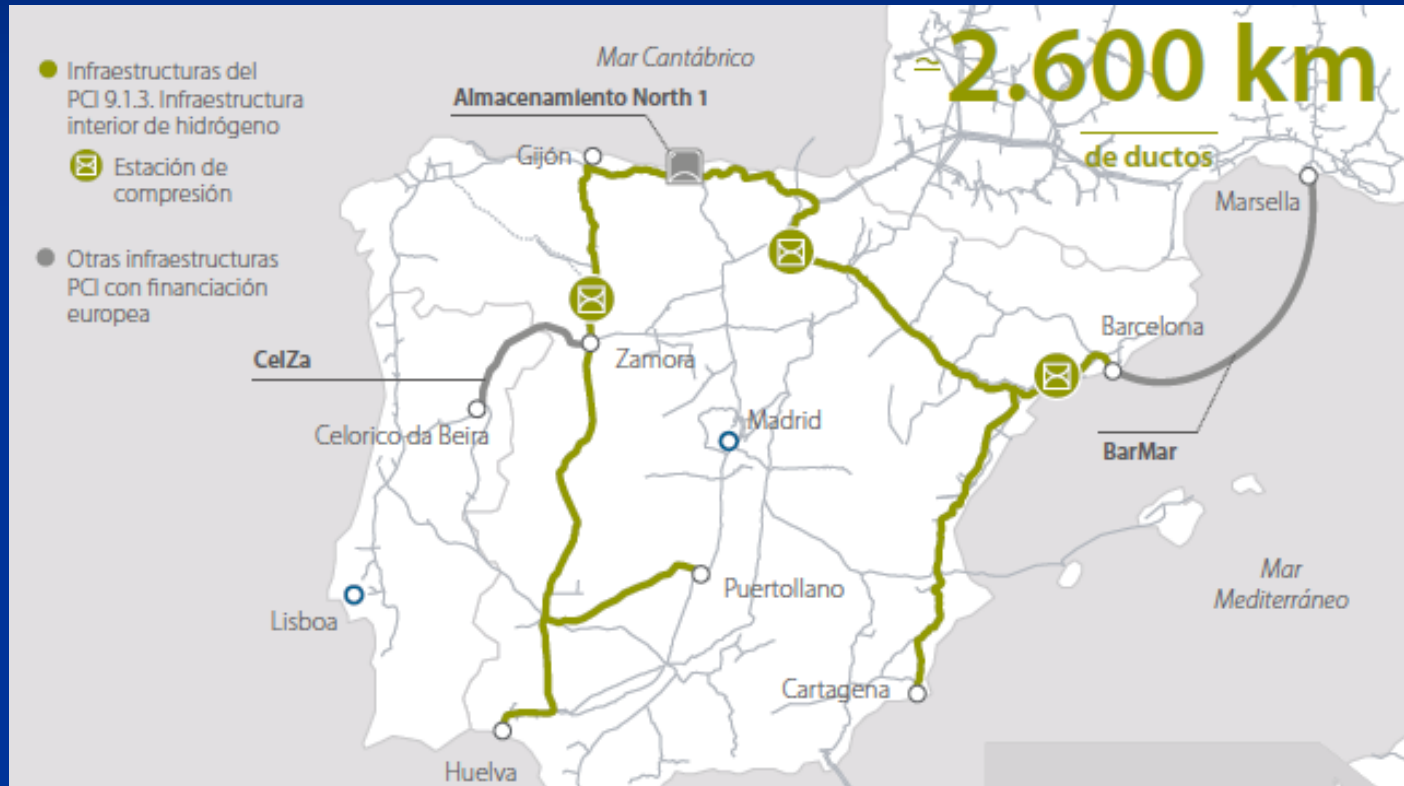 Infraestructuras del
PCI 9.1.3. Infraestructura
interior de hidrógeno
Estación de
compresión
Otras infraestructuras
PCI con financiación
europea
Mar Cantábrico
≃2.600 km
de ductos
Almacenamiento North 1
Gijón
Marsella
Barcelona
CelZa
Zamora
Celorico da Beira
Madrid
BarMar
Puertollano
Mar
Mediterráneo
Lisboa
Cartagena
Huelva